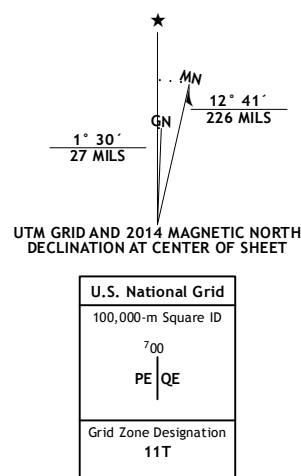 ★
MN
GN
12° 41´
226 MILS
1° 30´
27 MILS
UTM GRID AND 2014 MAGNETIC NORTH
DECLINATION AT CENTER OF SHEET
U.S. National Grid
100,000-m Square ID
⁷00
PE QE
Grid Zone Designation
11T